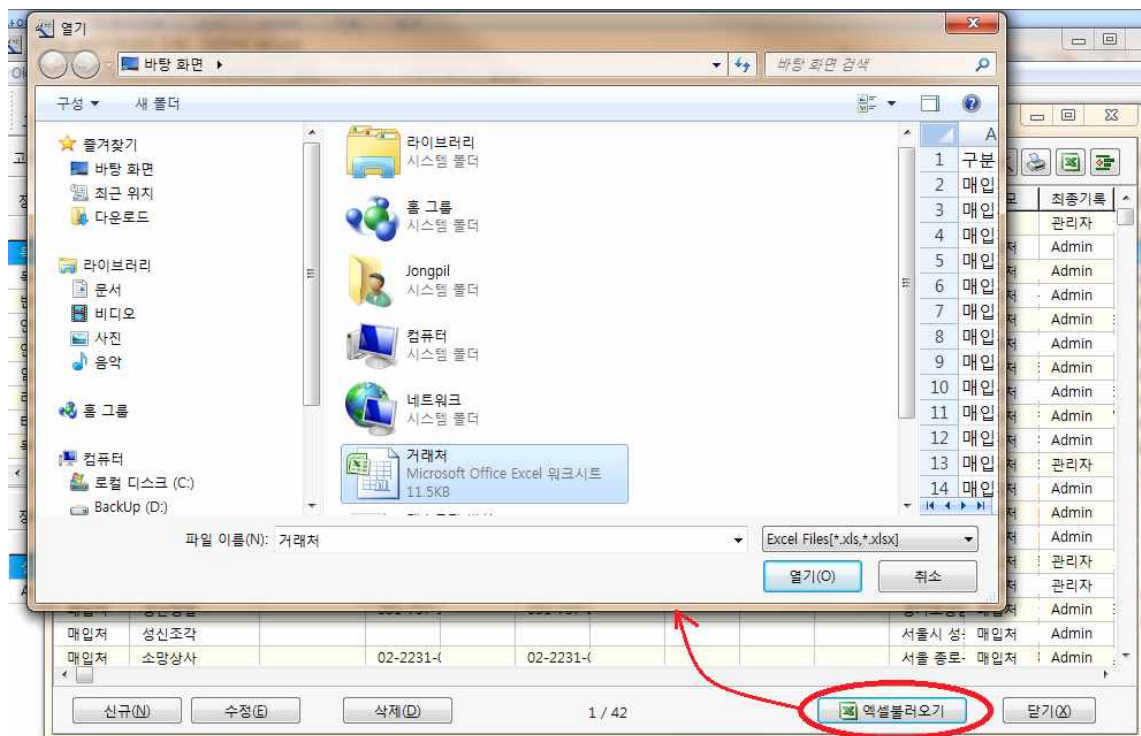 열기
바탕 화면
바탕 화면 검색
구성
새 폴더
즐겨찾기
바탕 화면
최근 위치
다운로드
라이브러리
문서
비디오
사진
음악
홈 그룹
컴퓨터
로컬 디스크 (C:)
BackUp (D:)
라이브러리
시스템 폴더
홈 그룹
시스템 폴더
Jongpil
시스템 폴더
컴퓨터
시스템 폴더
네트워크
시스템 폴더
거래처
Microsoft Office Excel 워크시트
11.5KB
A
1 구분
2 매입
3 매입
4 매입
5 매입
6 매입
7 매입
8 매입
9 매입
10 매입
11 매입
12 매입
13 매입
14 매입
파일 이름(N): 거래처
Excel Files[*.xls,*.xlsx]
열기(O) 취소
최종기록
관리자
Admin
Admin
Admin
Admin
Admin
Admin
Admin
Admin
Admin
관리자
Admin
Admin
Admin
관리자
관리자
Admin
매입처 성신조각 서울시 성 매입처 Admin
매입처 소망상사 02-2231-( 02-2231-( 서울 종로- 매입처 Admin
신규(N) 수정(E) 삭제(D) 1 / 42 엑셀불러오기 닫기(X)